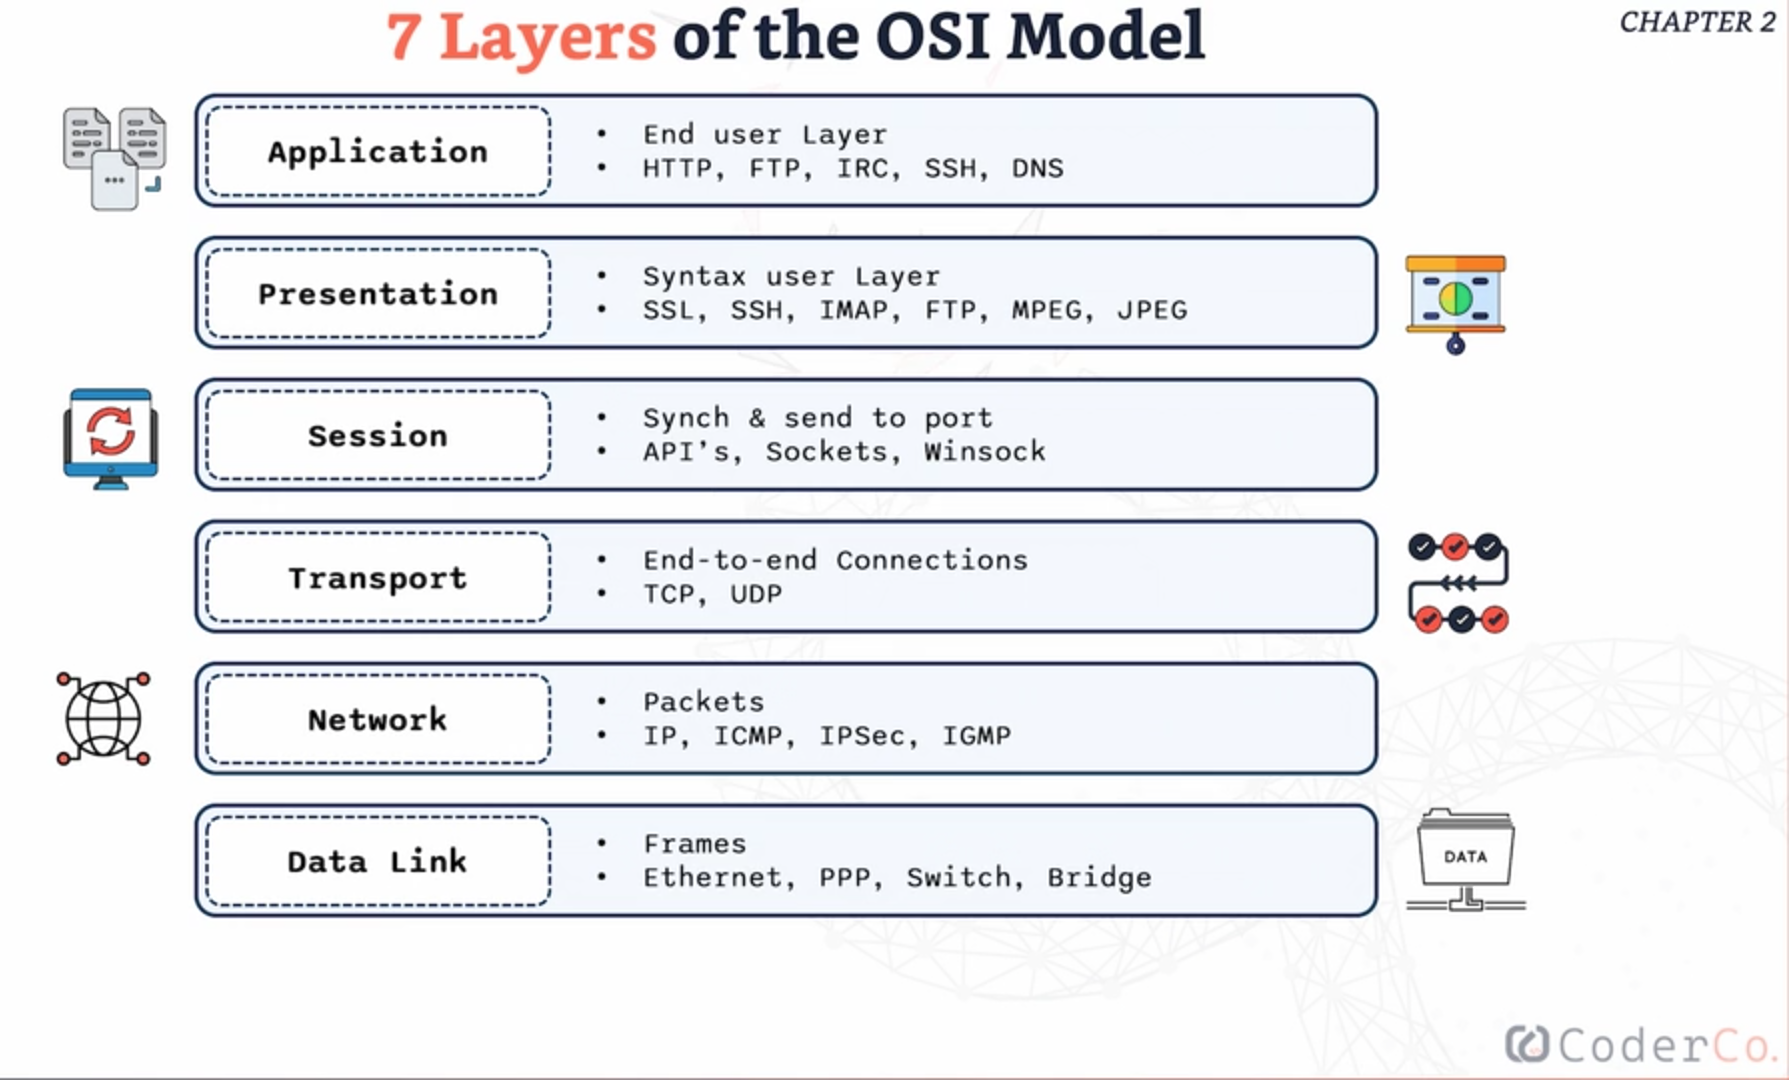 7 Layers of the OSI Model
CHAPTER 2
Application
• End user Layer
• HTTP, FTP, IRC, SSH, DNS
Presentation
• Syntax user Layer
• SSL, SSH, IMAP, FTP, MPEG, JPEG
Session
• Synch & send to port
• API's, Sockets, Winsock
Transport
• End-to-end Connections
• TCP, UDP
Network
• Packets
• IP, ICMP, IPSec, IGMP
Data Link
• Frames
• Ethernet, PPP, Switch, Bridge
DATA
CoderCo.